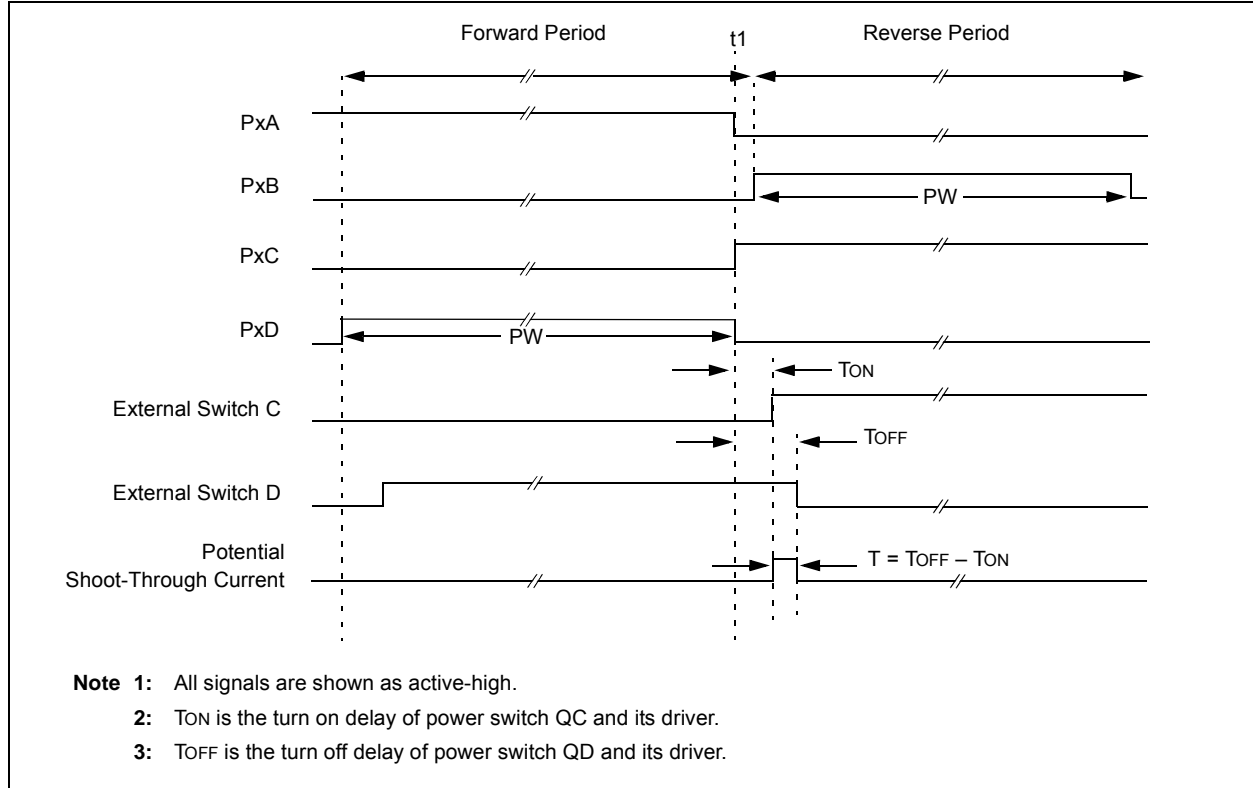 Forward Period
t1
Reverse Period
PxA
PxB
PW
PxC
PxD
PW
TON
External Switch C
TOFF
External Switch D
Potential
Shoot-Through Current
T = TOFF – TON
Note 1: All signals are shown as active-high.
2: TON is the turn on delay of power switch QC and its driver.
3: TOFF is the turn off delay of power switch QD and its driver.